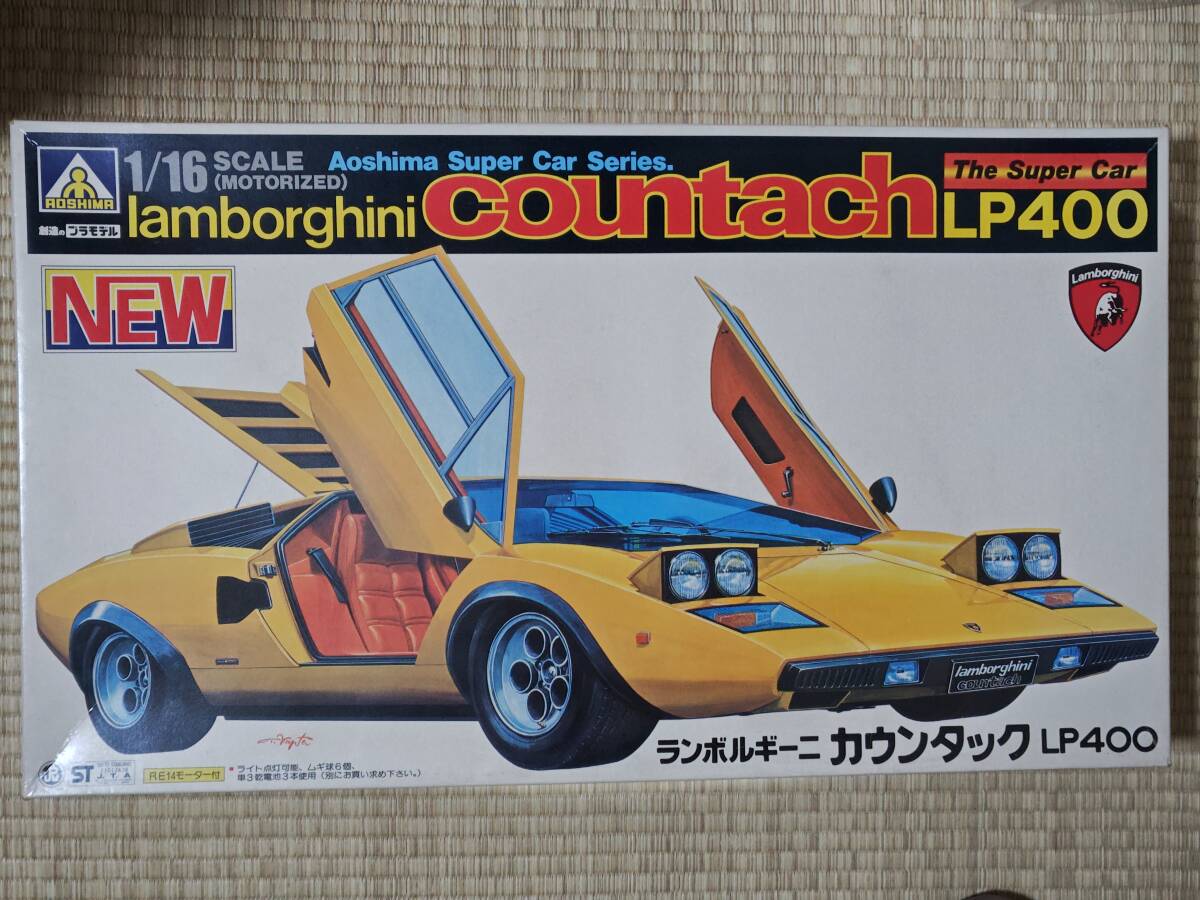 AOSHIMA
創造のプラモデル
1/16 SCALE
(MOTORIZED)
Aoshima Super Car Series.
lamborghini countach LP400
The Super Car
NEW
Lamborghini
lamborghini
countach
ランボルギーニ カウンタック LP400
ST
R.E14モーター付
*ライト点灯可能、ムギ球6個、
単3乾電池3本使用(別にお買い求め下さい。)